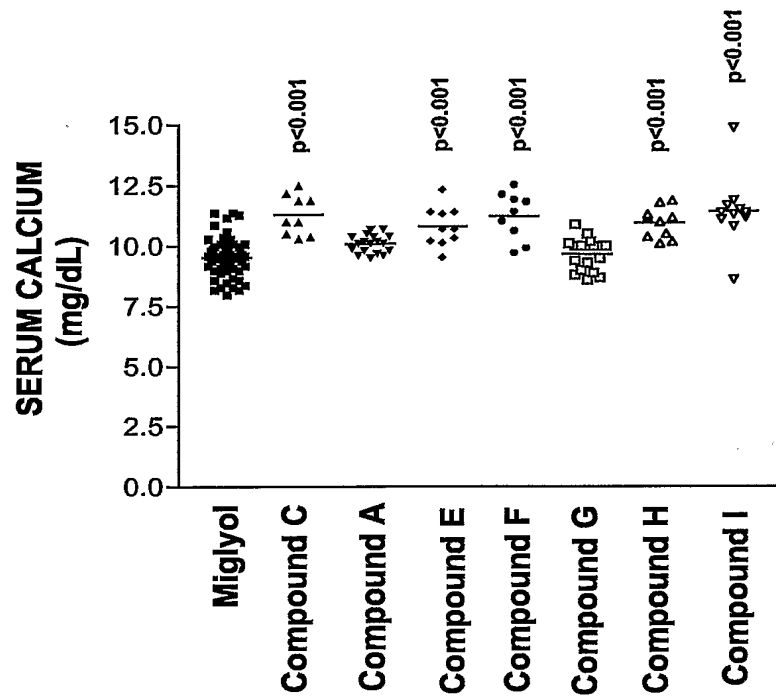 p<0.001
p<0.001
p<0.001
p<0.001
p<0.001
SERUM CALCIUM
(mg/dL)
15.0
12.5
10.0
7.5
5.0
2.5
0.0
Miglyol
Compound C
Compound A
Compound E
Compound F
Compound G
Compound H
Compound I